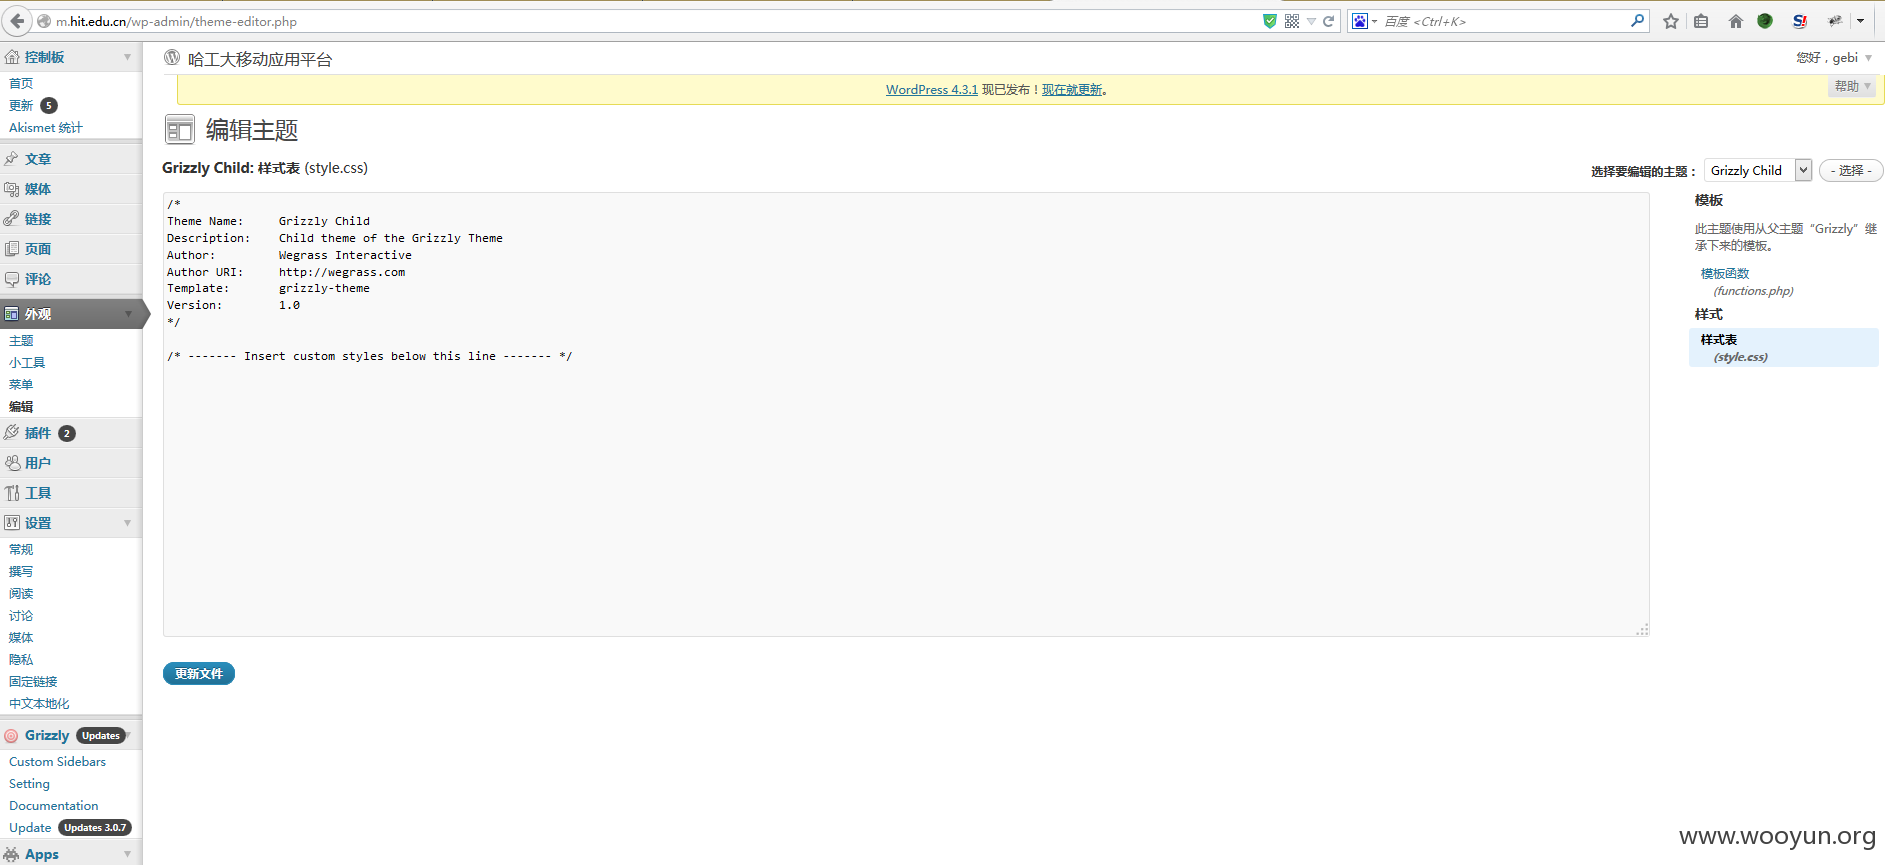 m.hit.edu.cn/wp-admin/theme-editor.php
百度 <Ctrl+K>
控制板
首页
更新 5
Akismet 统计
文章
媒体
链接
页面
评论
外观
主题
小工具
菜单
编辑
插件 2
用户
工具
设置
常规
撰写
阅读
讨论
媒体
隐私
固定链接
中文本地化
Grizzly Updates
Custom Sidebars
Setting
Documentation
Update Updates 3.0.7
Apps
哈工大移动应用平台
您好，gebi
WordPress 4.3.1 现已发布！现在就更新。
帮助
编辑主题
Grizzly Child: 样式表 (style.css)
选择要编辑的主题： Grizzly Child - 选择 -
/*
Theme Name: Grizzly Child
Description: Child theme of the Grizzly Theme
Author: Wegrass Interactive
Author URI: http://wegrass.com
Template: grizzly-theme
Version: 1.0
*/
/* ------- Insert custom styles below this line ------- */
模板
此主题使用从父主题“Grizzly”继
承下来的模板。
模板函数
(functions.php)
样式
样式表
(style.css)
更新文件
www.wooyun.org